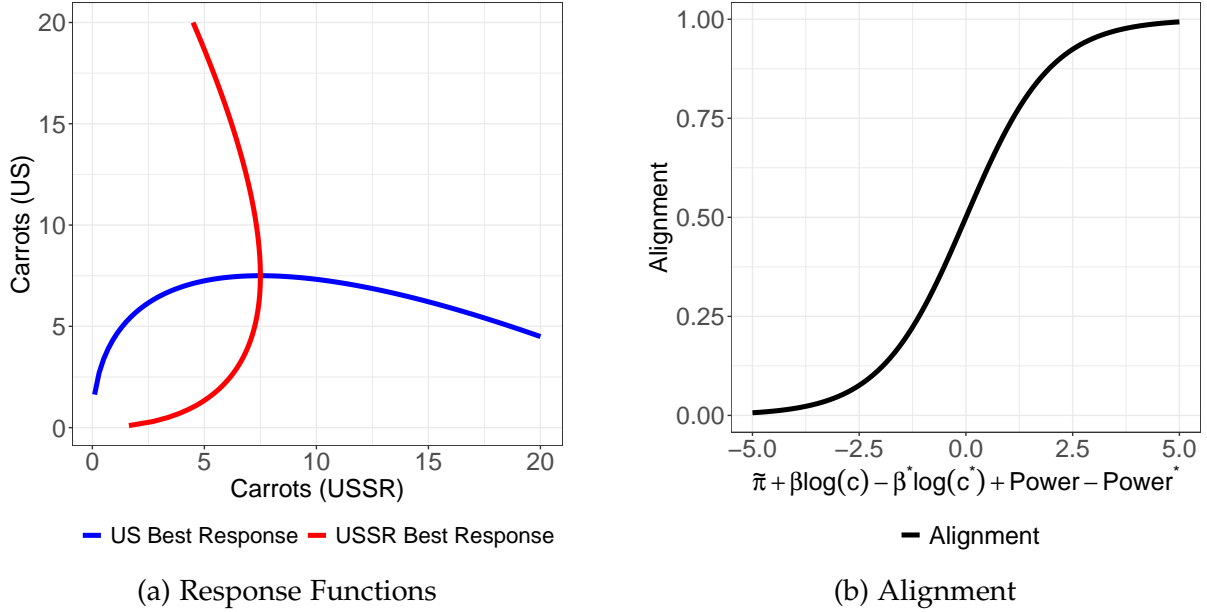 20
15
10
5
0
Carrots (US)
0 5 10 15 20
Carrots (USSR)
US Best Response USSR Best Response
(a) Response Functions
1.00
0.75
0.50
0.25
0.00
Alignment
−5.0 −2.5 0.0 2.5 5.0
π̃ + βlog(c) − β*log(c*) + Power − Power*
Alignment
(b) Alignment